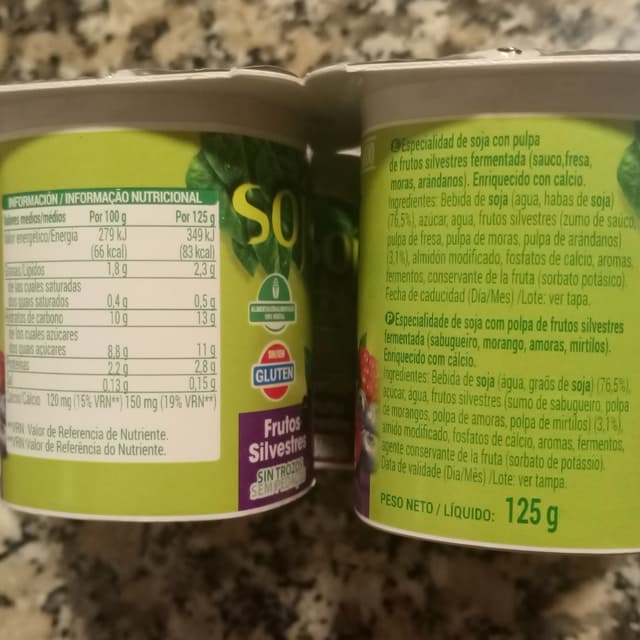 INFORMACIÓN / INFORMAÇÃO NUTRICIONAL
medios/médios Por 100 g Por 125 g
energético/Energia 279 kJ 349 kJ
(66 kcal) (83 kcal)
Grasas/Lípidos 1,8 g 2,3 g
de las cuales saturadas
dos quais saturados 0,4 g 0,5 g
Hidratos de carbono 10 g 13 g
de los cuales azúcares
dos quais açúcares 8,8 g 11 g
2,2 g 2,8 g
0,13 g 0,15 g
Calcio/Cálcio 120 mg (15% VRN**) 150 mg (19% VRN**)
**VRN Valor de Referencia de Nutriente.
**VRN Valor de Referência do Nutriente.
SO
100% VEGETAL
SIN/SEM
GLUTEN
Frutos
Silvestres
SIN TROZOS
SEM
Especialidad de soja con pulpa
de frutos silvestres fermentada (sauco,fresa,
moras, arándanos). Enriquecido con calcio.
Ingredientes: Bebida de soja (agua, habas de soja)
(76,5%), azúcar, agua, frutos silvestres (zumo de sauco,
pulpa de fresa, pulpa de moras, pulpa de arándanos)
(3,1%), almidón modificado, fosfatos de calcio, aromas,
fermentos, conservante de la fruta (sorbato potásico).
Fecha de caducidad (Día/Mes) /Lote: ver tapa.
P Especialidade de soja com polpa de frutos silvestres
fermentada (sabugueiro, morango, amoras, mirtilos).
Enriquecido com cálcio.
Ingredientes: Bebida de soja (água, grãos de soja) (76,5%),
açúcar, água, frutos silvestres (sumo de sabugueiro, polpa
de morangos, polpa de amoras, polpa de mirtilos) (3,1%),
amido modificado, fosfatos de cálcio, aromas, fermentos,
agente conservante de la fruta (sorbato de potássio).
Data de validade (Dia/Mês) /Lote: ver tampa.
PESO NETO / LÍQUIDO: 125 g